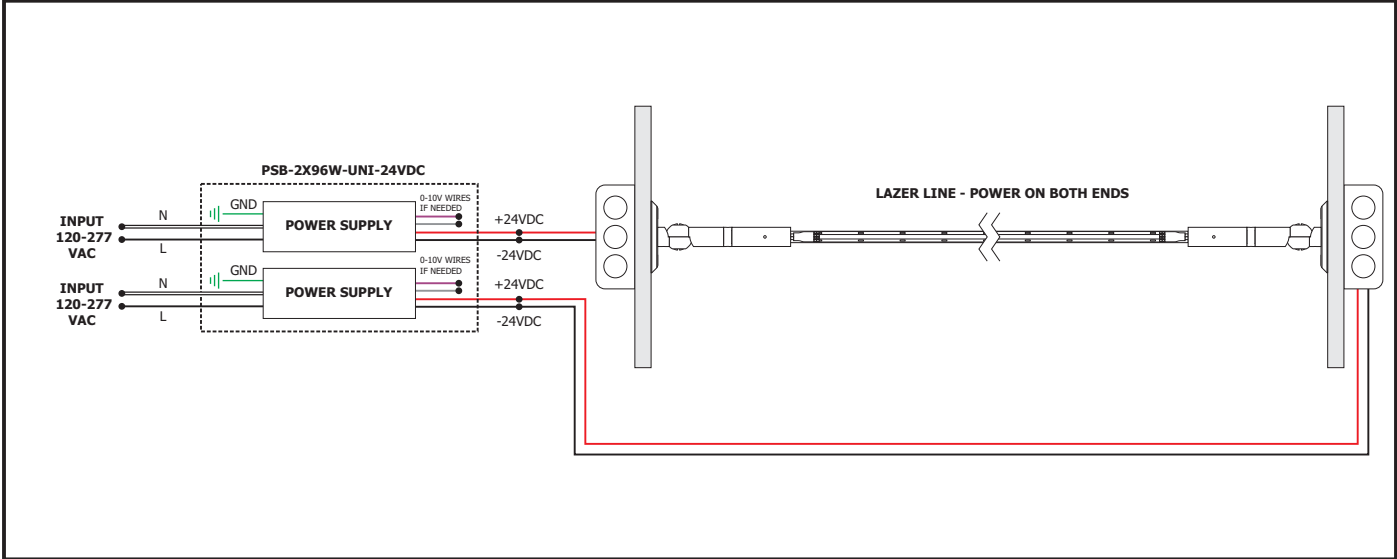 PSB-2X96W-UNI-24VDC
INPUT
120-277
VAC
N
L
GND
POWER SUPPLY
0-10V WIRES
IF NEEDED
+24VDC
-24VDC
INPUT
120-277
VAC
N
L
GND
POWER SUPPLY
0-10V WIRES
IF NEEDED
+24VDC
-24VDC
LAZER LINE - POWER ON BOTH ENDS